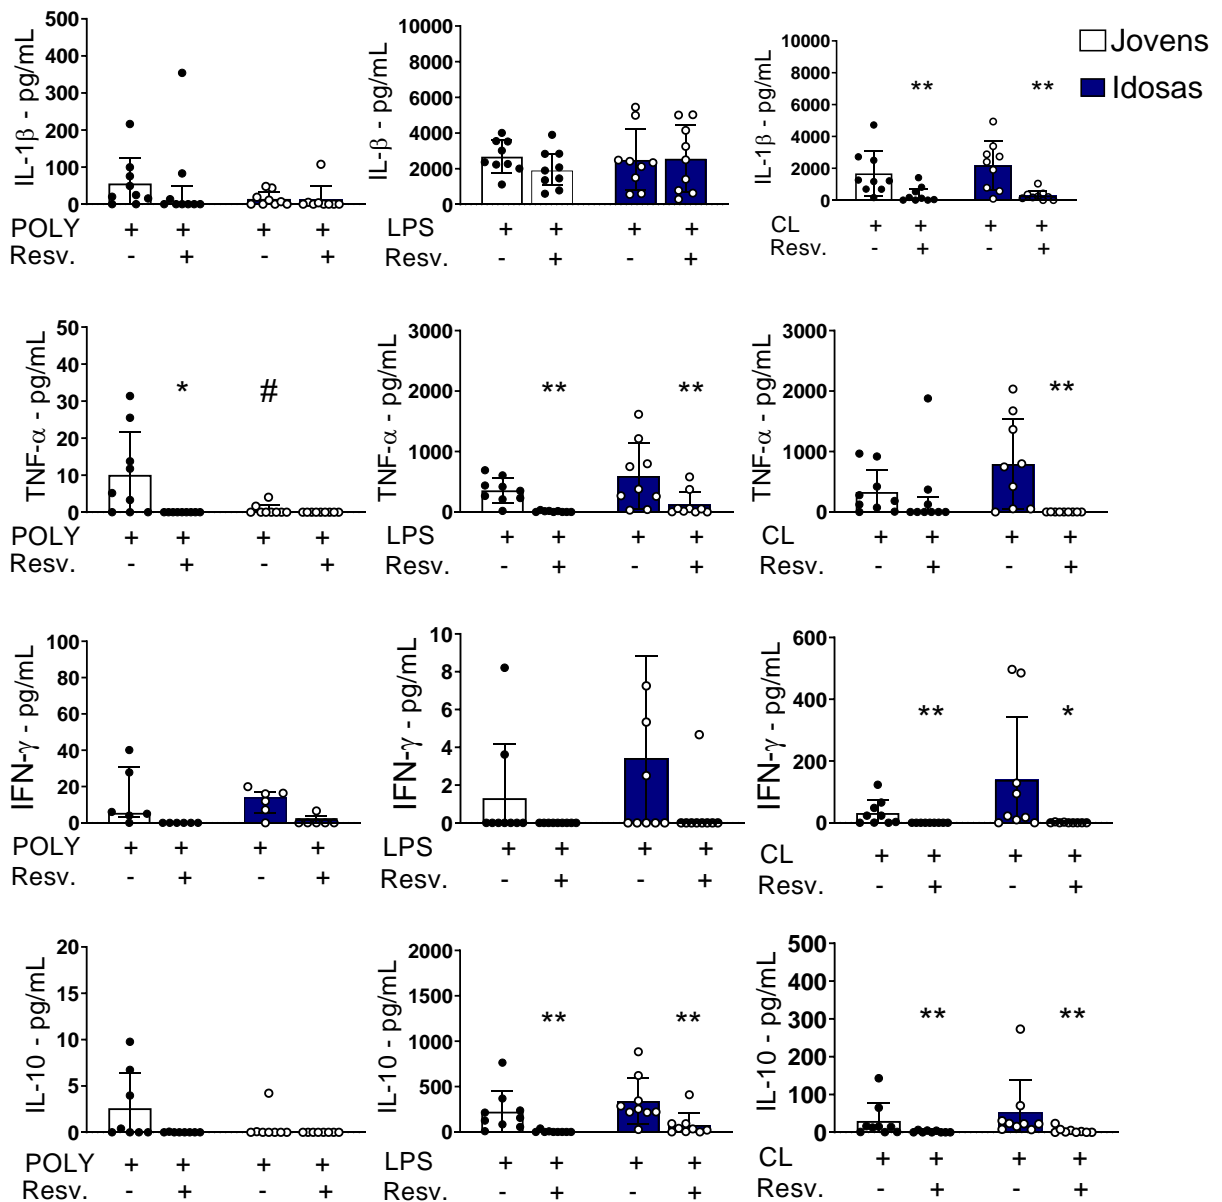 IL-1β - pg/mL
500
400
300
200
100
0
POLY + + + +
Resv. - + - +
IL-β - pg/mL
10000
8000
6000
4000
2000
0
LPS + + + +
Resv. - + - +
IL-1β - pg/mL
10000
8000
6000
4000
2000
0
** **
CL + + + +
Resv. - + - +
Jovens
Idosas
TNF-α - pg/mL
50
40
30
20
10
0
* #
POLY + + + +
Resv. - + - +
TNF-α - pg/mL
3000
2000
1000
0
** **
LPS + + + +
Resv. - + - +
TNF-α - pg/mL
3000
2000
1000
0
**
CL + + + +
Resv. - + - +
IFN-γ - pg/mL
100
80
60
40
20
0
POLY + + + +
Resv. - + - +
IFN-γ - pg/mL
10
8
6
4
2
0
LPS + + + +
Resv. - + - +
IFN-γ - pg/mL
600
400
200
0
** *
CL + + + +
Resv. - + - +
IL-10 - pg/mL
20
15
10
5
0
POLY + + + +
Resv. - + - +
IL-10 - pg/mL
2000
1500
1000
500
0
** **
LPS + + + +
Resv. - + - +
IL-10 - pg/mL
500
400
300
200
100
0
** **
CL + + + +
Resv. - + - +